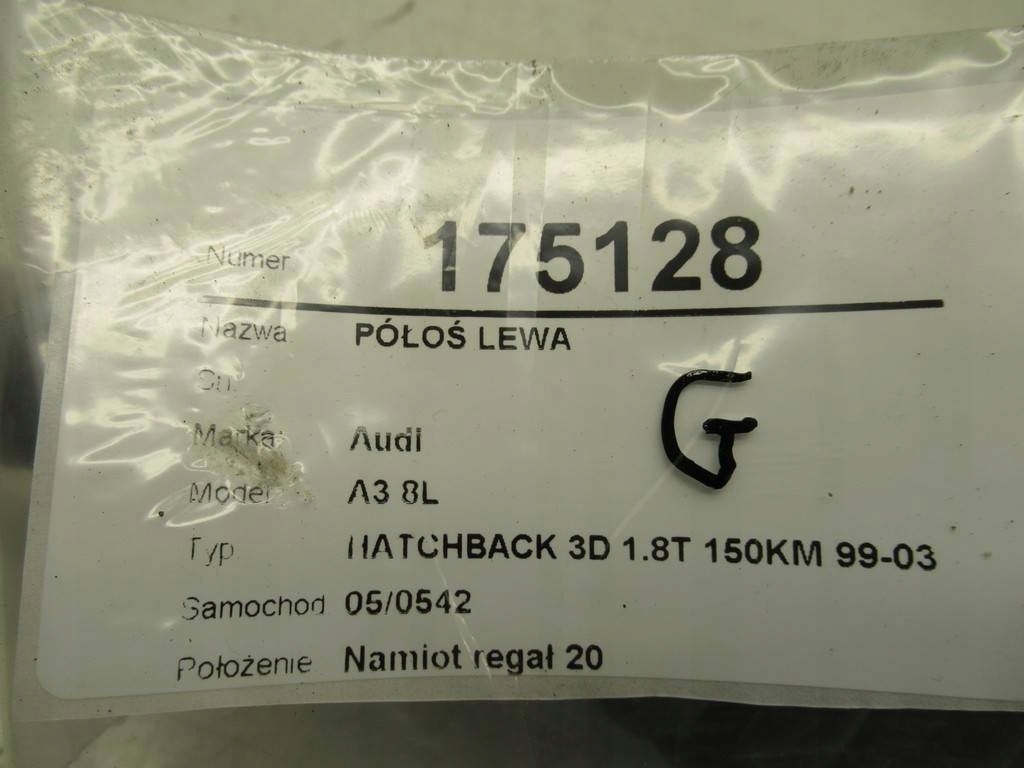 Numer 175128
Nazwa PÓŁOŚ LEWA
G
Marka Audi
Model A3 8L
Typ HATCHBACK 3D 1.8T 150KM 99-03
Samochod 05/0542
Położenie Namiot regał 20